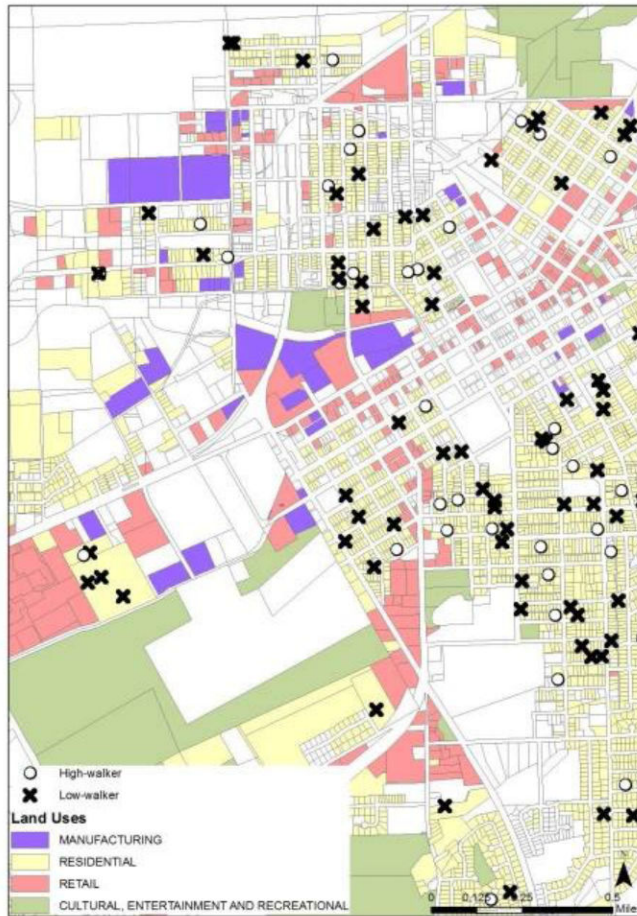 High-walker
Low-walker
Land Uses
MANUFACTURING
RESIDENTIAL
RETAIL
CULTURAL, ENTERTAINMENT AND RECREATIONAL
0 0.125 0.25 0.5
Mile